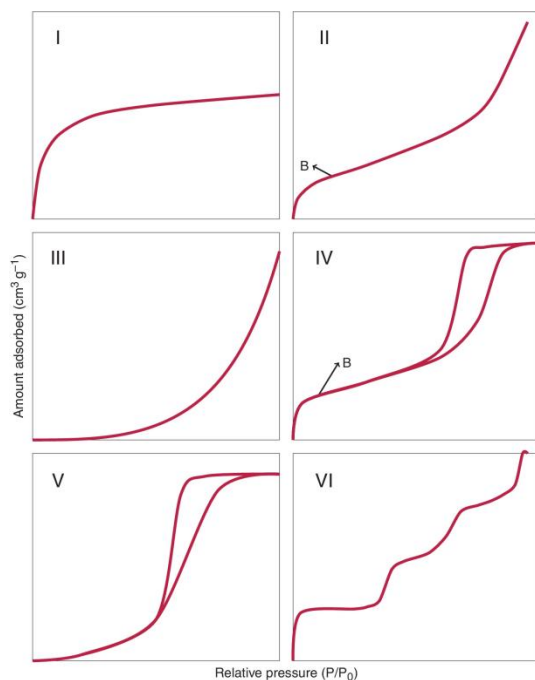 I
II
B
III
IV
B
V
VI
Amount adsorbed (cm³ g⁻¹)
Relative pressure (P/P₀)